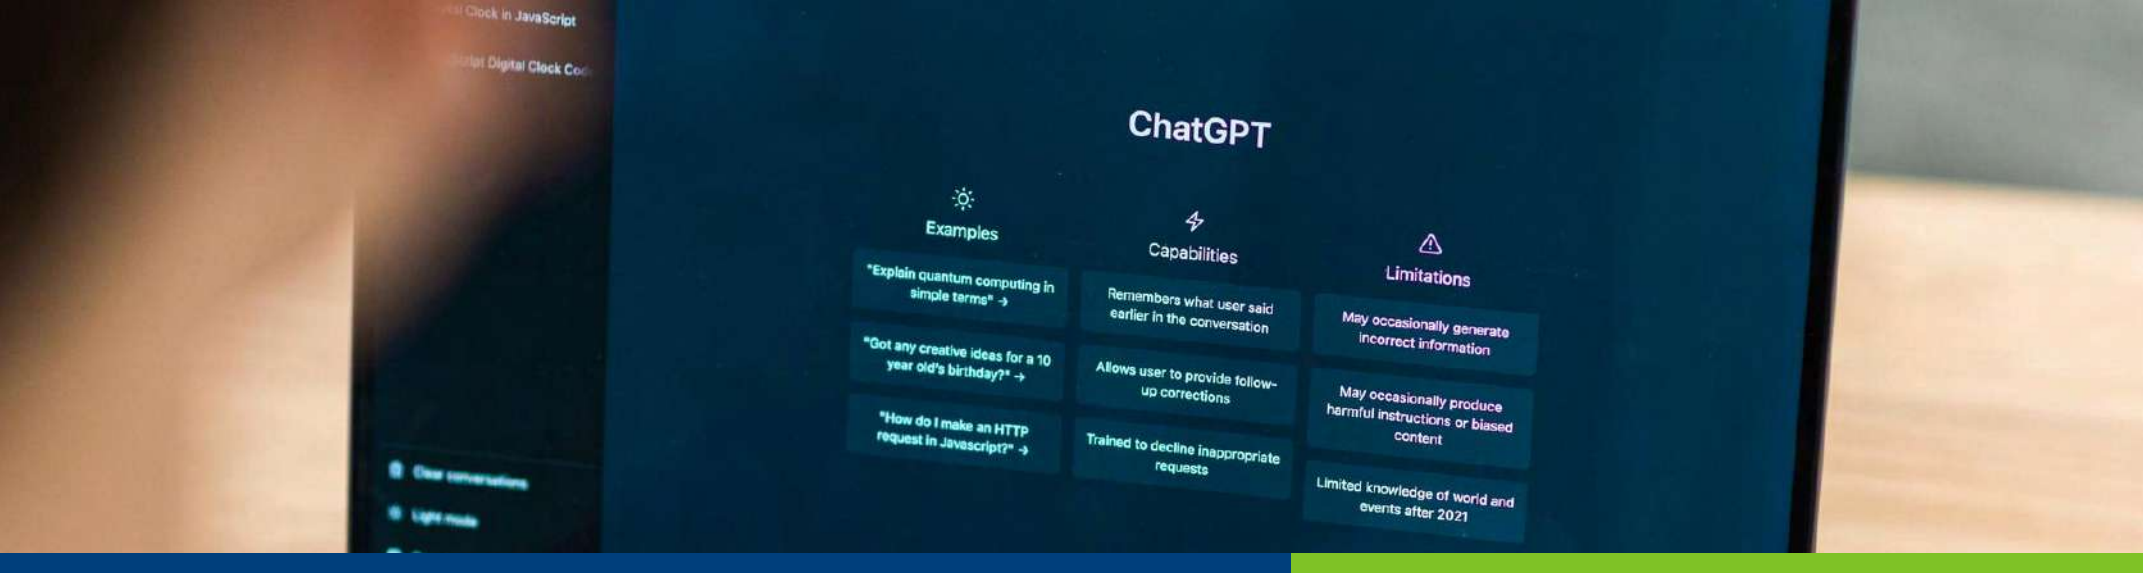 Clock in JavaScript
Digital Clock Code
ChatGPT
Examples
"Explain quantum computing in
simple terms" →
"Got any creative ideas for a 10
year old's birthday?" →
"How do I make an HTTP
request in Javascript?" →
Capabilities
Remembers what user said
earlier in the conversation
Allows user to provide follow-
up corrections
Trained to decline inappropriate
requests
Limitations
May occasionally generate
incorrect information
May occasionally produce
harmful instructions or biased
content
Limited knowledge of world and
events after 2021
Clear conversations
Light mode